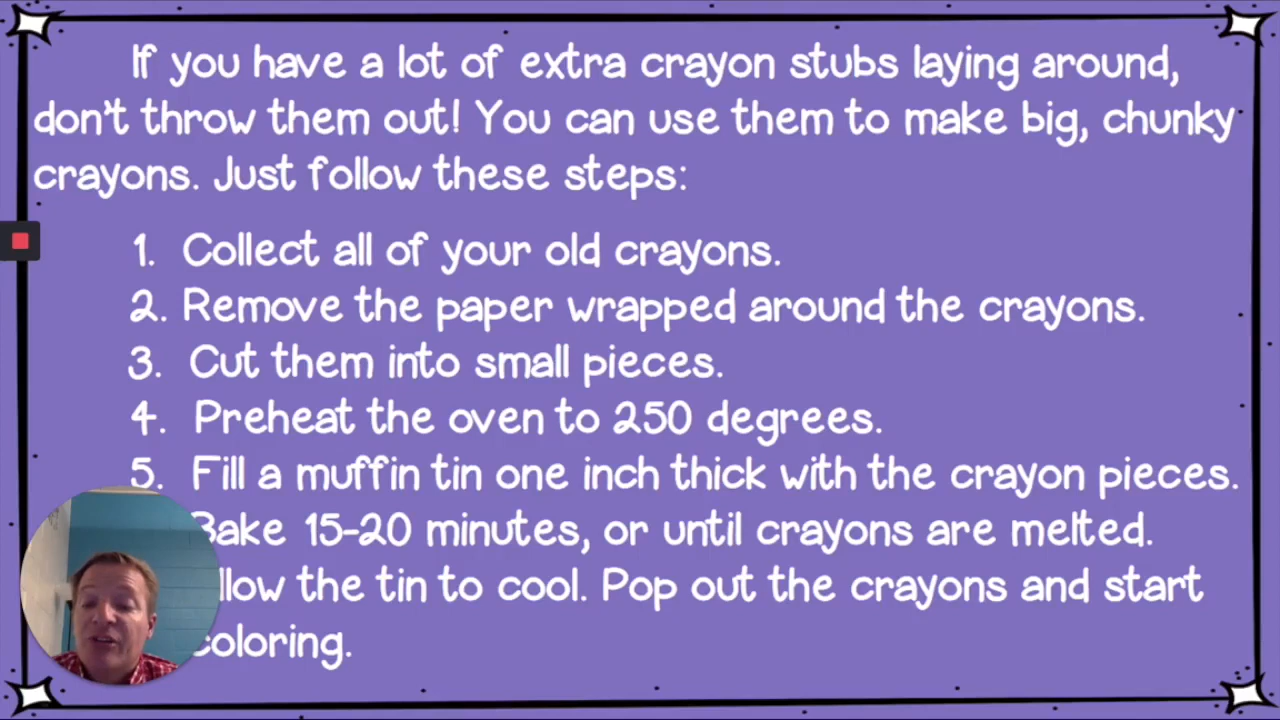 If you have a lot of extra crayon stubs laying around,
don't throw them out! You can use them to make big, chunky
crayons. Just follow these steps:
1. Collect all of your old crayons.
2. Remove the paper wrapped around the crayons.
3. Cut them into small pieces.
4. Preheat the oven to 250 degrees.
5. Fill a muffin tin one inch thick with the crayon pieces.
Bake 15-20 minutes, or until crayons are melted.
llow the tin to cool. Pop out the crayons and start
coloring.